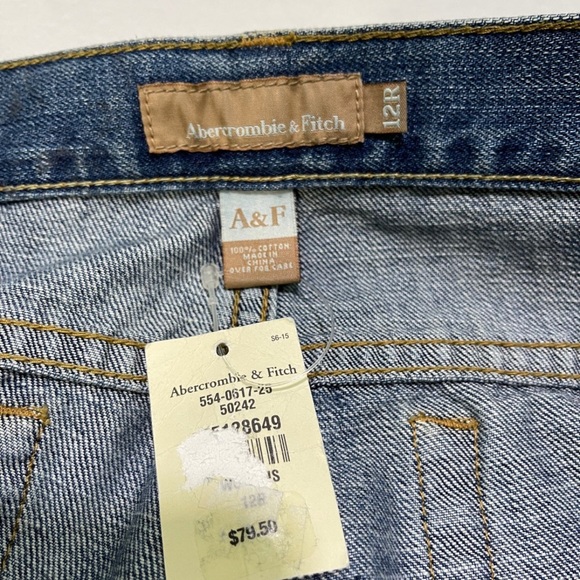 Abercrombie & Fitch
12R
A&F
100% COTTON
MADE IN
CHINA
OVER FOR CARE
S6-15
Abercrombie & Fitch
554-0617-25
50242
128649
12R
$79.50